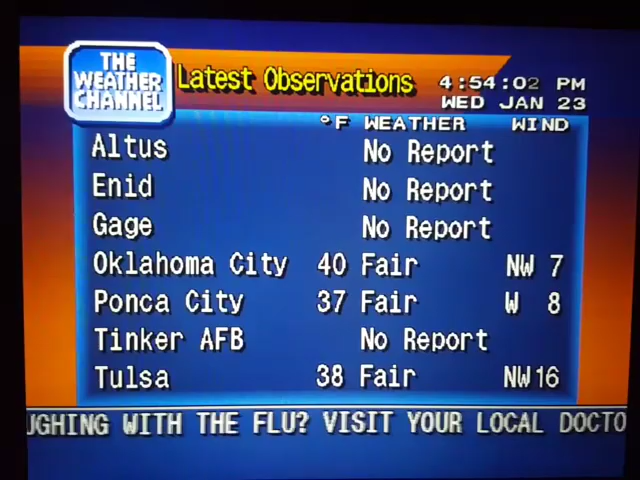 THE
WEATHER
CHANNEL
Latest Observations
4:54:02 PM
WED JAN 23
°F WEATHER WIND
Altus No Report
Enid No Report
Gage No Report
Oklahoma City 40 Fair NW 7
Ponca City 37 Fair W 8
Tinker AFB No Report
Tulsa 38 Fair NW16
UGHING WITH THE FLU? VISIT YOUR LOCAL DOCTO